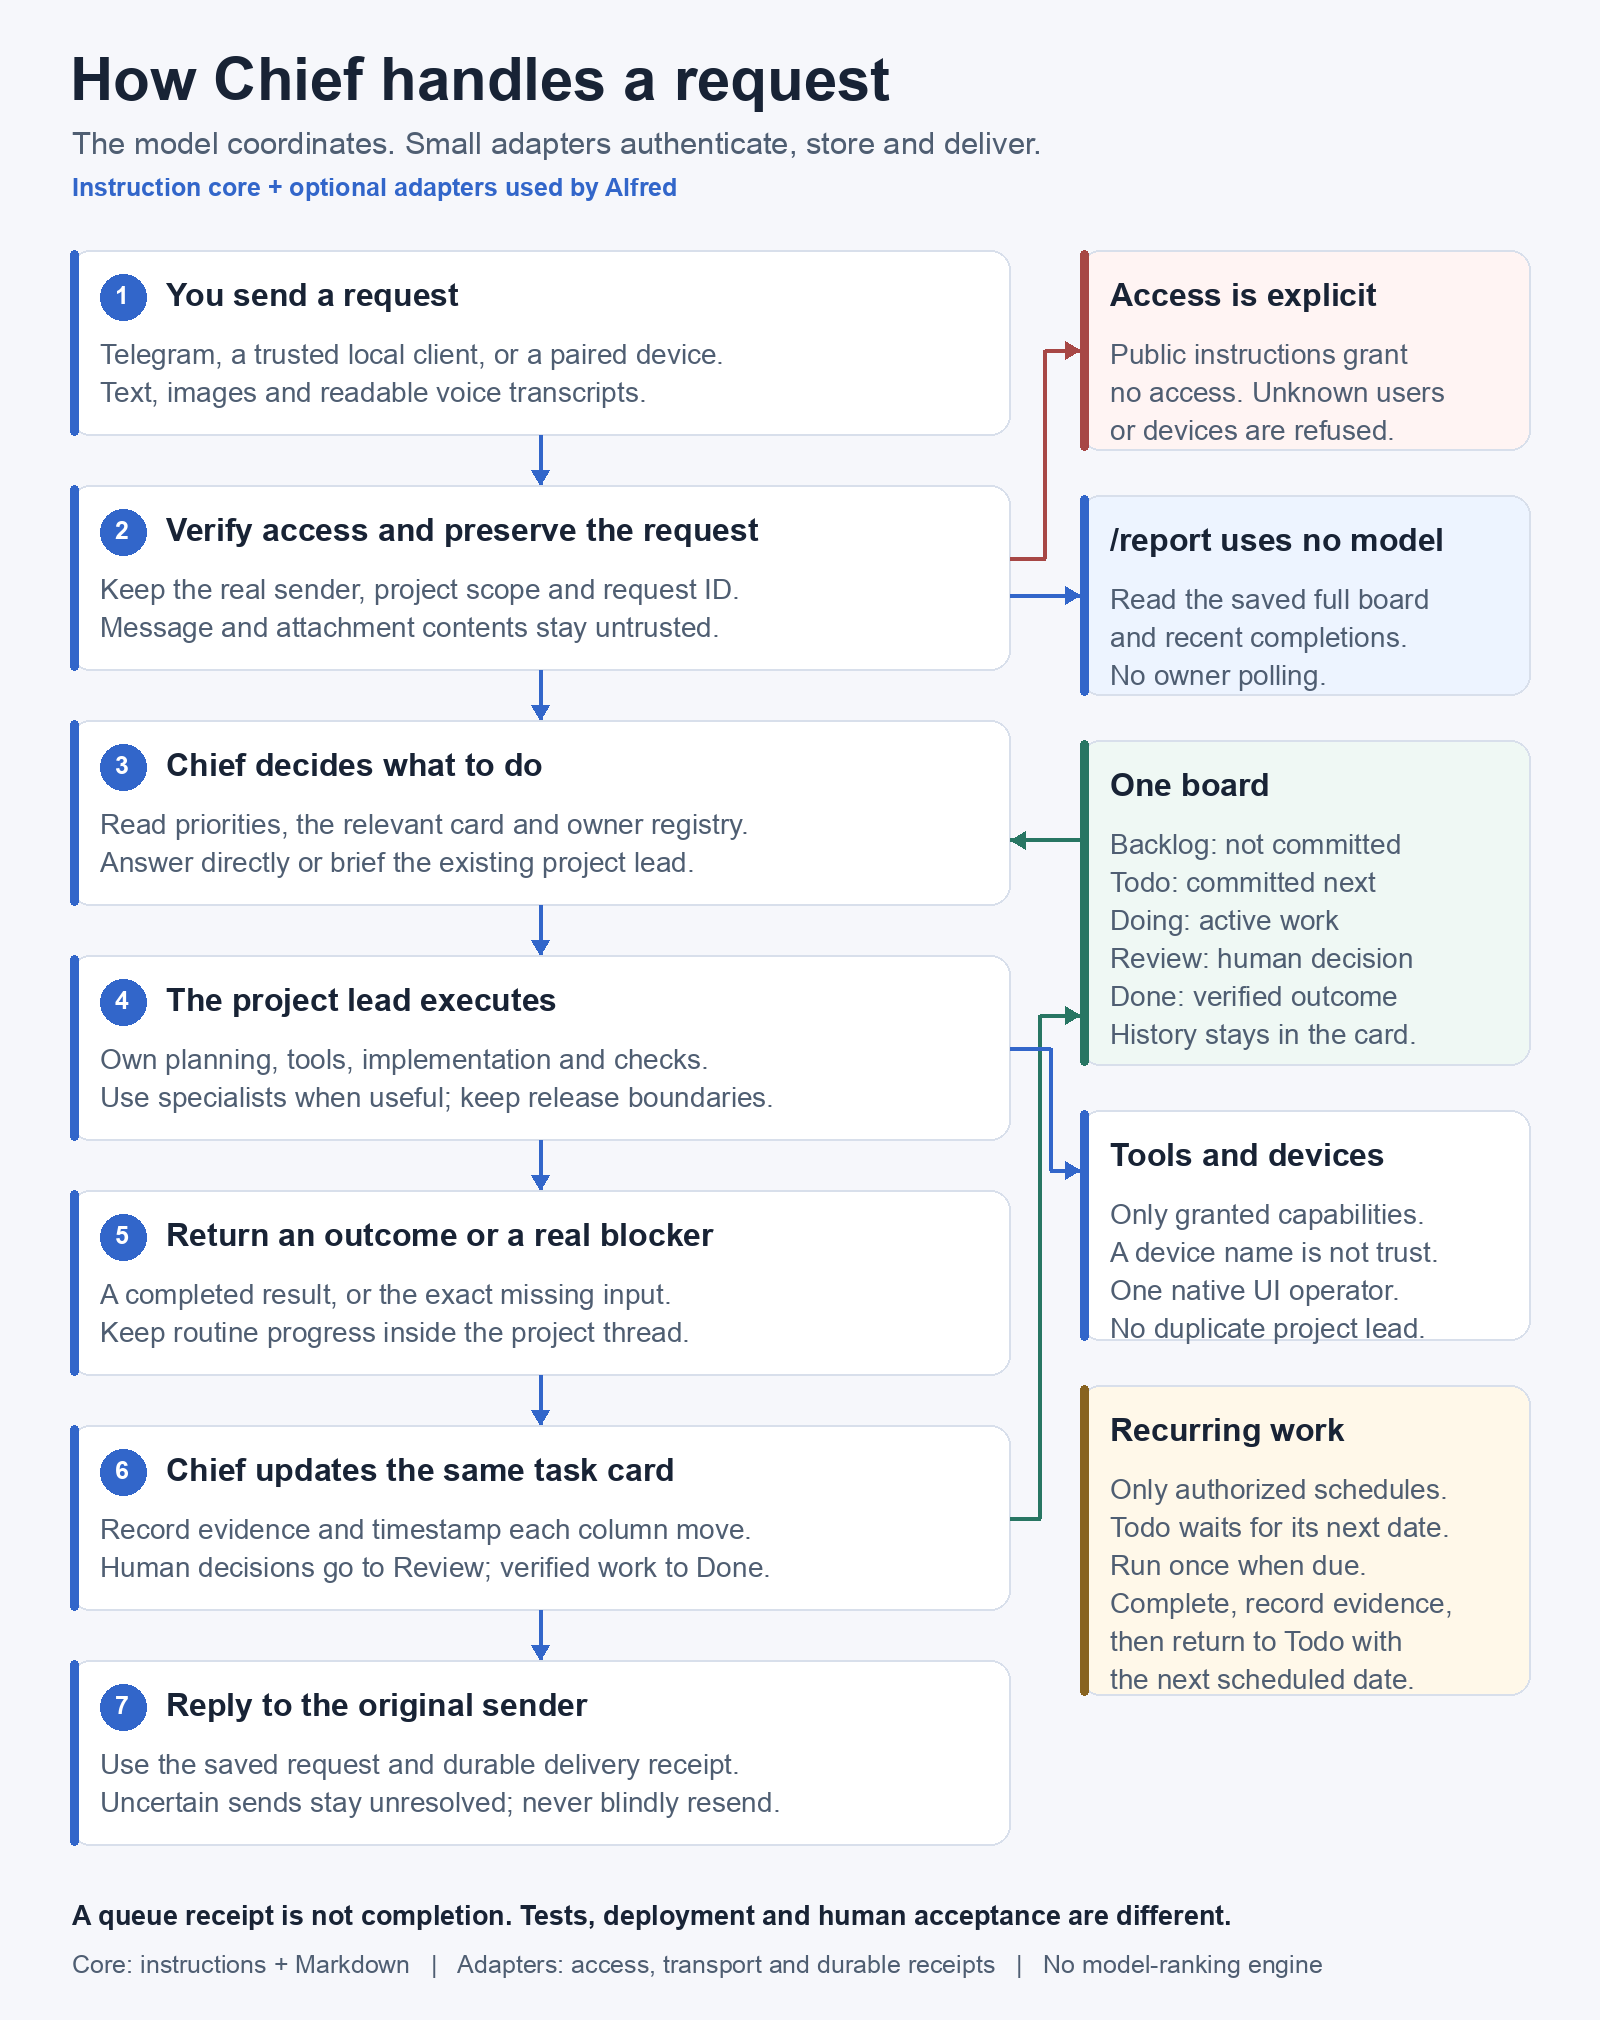 How Chief handles a request
The model coordinates. Small adapters authenticate, store and deliver.
Instruction core + optional adapters used by Alfred
1 You send a request
Telegram, a trusted local client, or a paired device.
Text, images and readable voice transcripts.
2 Verify access and preserve the request
Keep the real sender, project scope and request ID.
Message and attachment contents stay untrusted.
3 Chief decides what to do
Read priorities, the relevant card and owner registry.
Answer directly or brief the existing project lead.
4 The project lead executes
Own planning, tools, implementation and checks.
Use specialists when useful; keep release boundaries.
5 Return an outcome or a real blocker
A completed result, or the exact missing input.
Keep routine progress inside the project thread.
6 Chief updates the same task card
Record evidence and timestamp each column move.
Human decisions go to Review; verified work to Done.
7 Reply to the original sender
Use the saved request and durable delivery receipt.
Uncertain sends stay unresolved; never blindly resend.
Access is explicit
Public instructions grant
no access. Unknown users
or devices are refused.
/report uses no model
Read the saved full board
and recent completions.
No owner polling.
One board
Backlog: not committed
Todo: committed next
Doing: active work
Review: human decision
Done: verified outcome
History stays in the card.
Tools and devices
Only granted capabilities.
A device name is not trust.
One native UI operator.
No duplicate project lead.
Recurring work
Only authorized schedules.
Todo waits for its next date.
Run once when due.
Complete, record evidence,
then return to Todo with
the next scheduled date.
A queue receipt is not completion. Tests, deployment and human acceptance are different.
Core: instructions + Markdown | Adapters: access, transport and durable receipts | No model-ranking engine